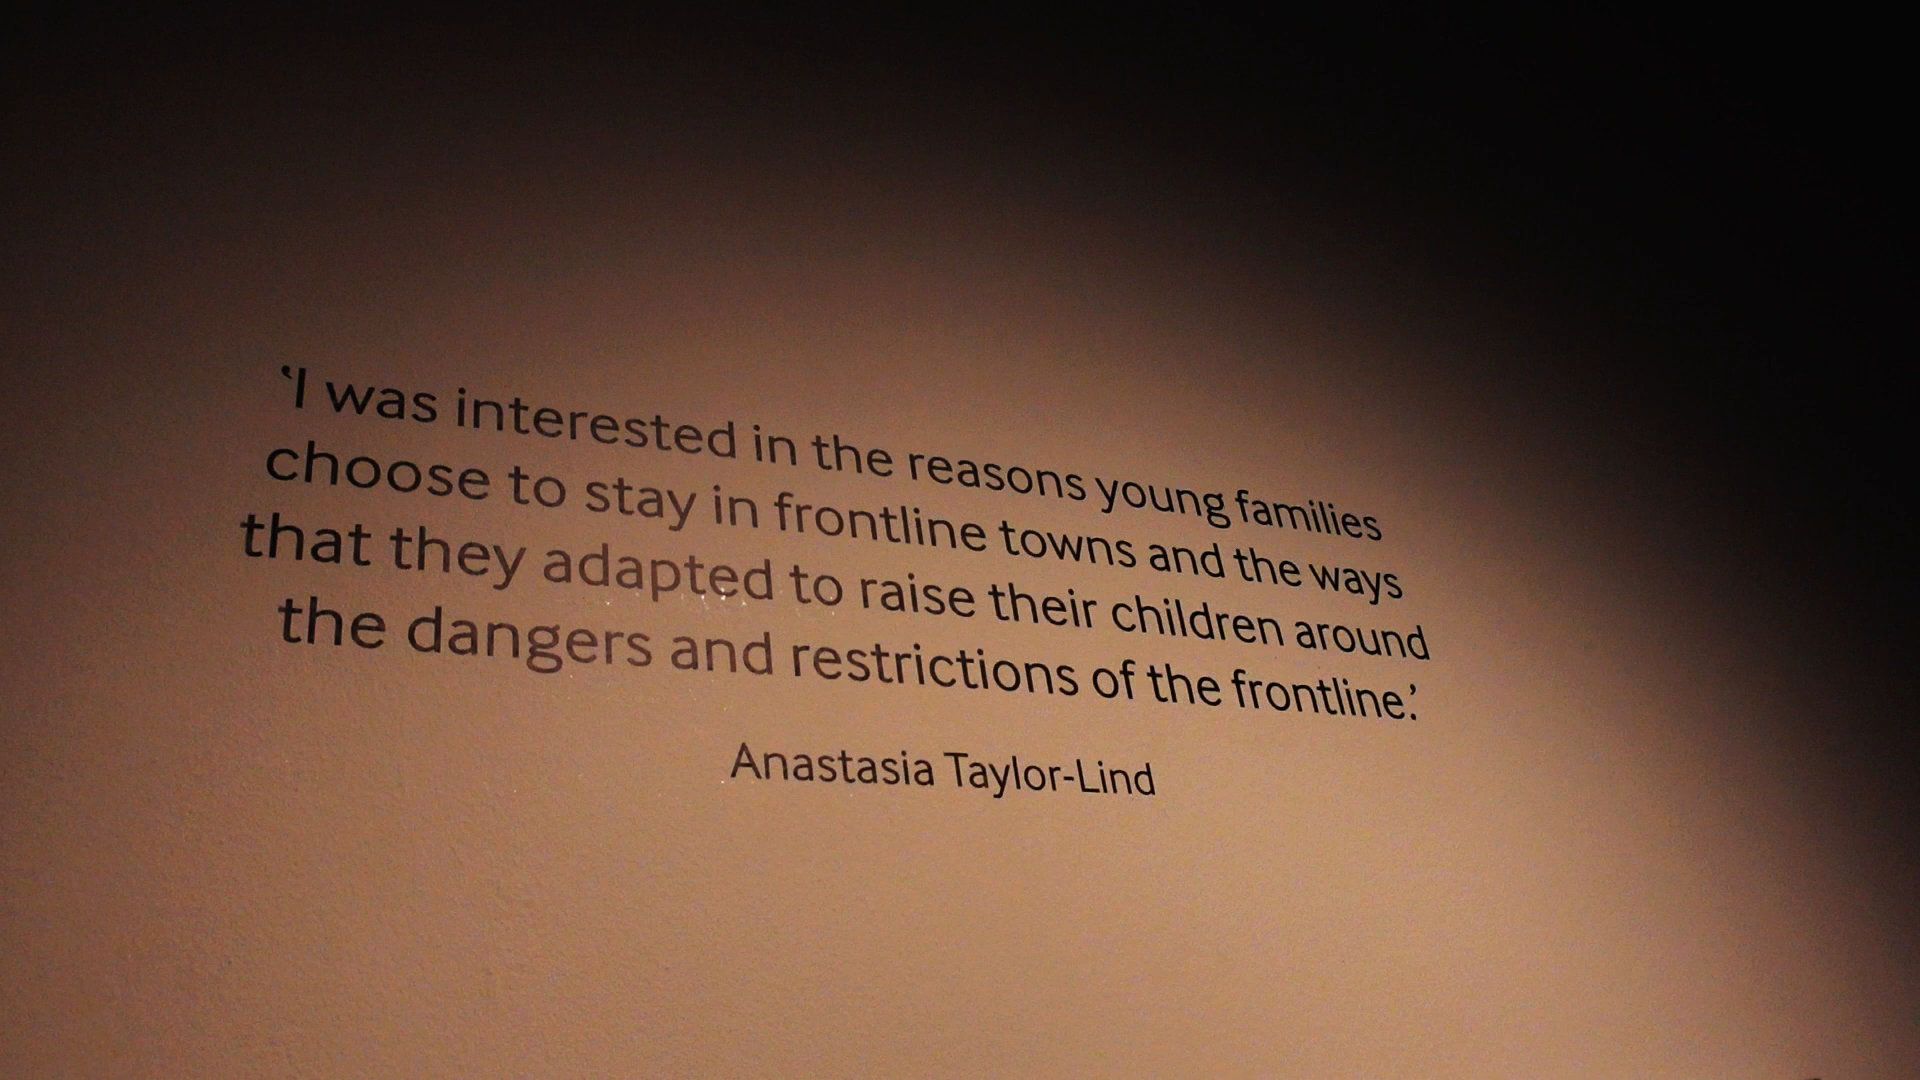 ‘I was interested in the reasons young families
choose to stay in frontline towns and the ways
that they adapted to raise their children around
the dangers and restrictions of the frontline.’
Anastasia Taylor-Lind